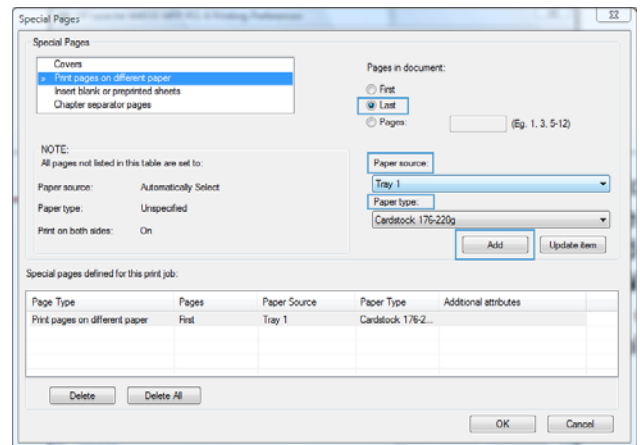 Special Pages
Special Pages
Covers
» Print pages on different paper
Insert blank or preprinted sheets
Chapter separator pages
Pages in document:
First
Last
Pages: (Eg. 1, 3, 5-12)
NOTE:
All pages not listed in this table are set to:
Paper source: Automatically Select
Paper type: Unspecified
Print on both sides: On
Paper source:
Tray 1
Paper type:
Cardstock 176-220g
Add Update item
Special pages defined for this print job:
Page Type Pages Paper Source Paper Type Additional attributes
Print pages on different paper First Tray 1 Cardstock 176-2...
Delete Delete All
OK Cancel